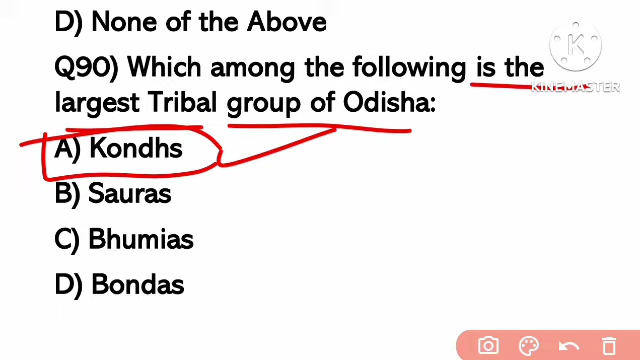 D) None of the Above
Q90) Which among the following is the
largest Tribal group of Odisha:
A) Kondhs
B) Sauras
C) Bhumias
D) Bondas
K
KINEMASTER